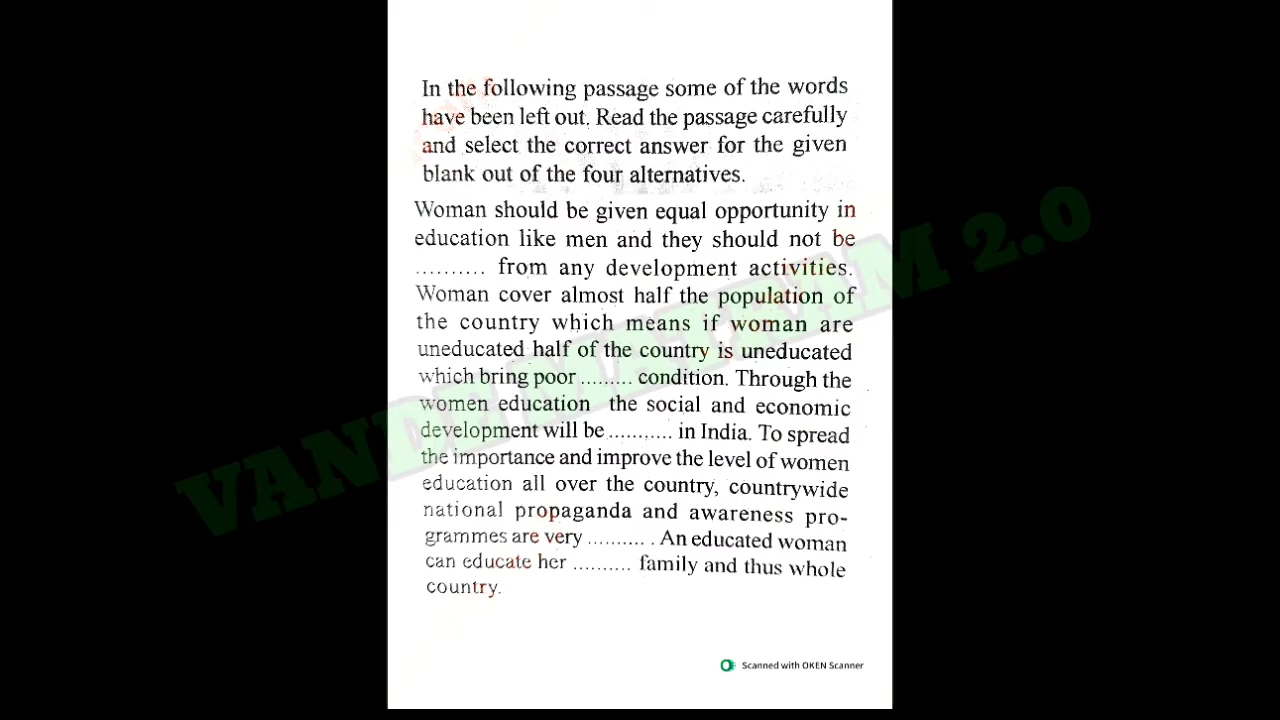 In the following passage some of the words
have been left out. Read the passage carefully
and select the correct answer for the given
blank out of the four alternatives.
Woman should be given equal opportunity in
education like men and they should not be
.......... from any development activities.
Woman cover almost half the population of
the country which means if woman are
uneducated half of the country is uneducated
which bring poor ......... condition. Through the
women education the social and economic
development will be ........... in India. To spread
the importance and improve the level of women
education all over the country, countrywide
national propaganda and awareness pro-
grammes are very .......... . An educated woman
can educate her .......... family and thus whole
country.
VANDE MATRAM 2.0
Scanned with OKEN Scanner